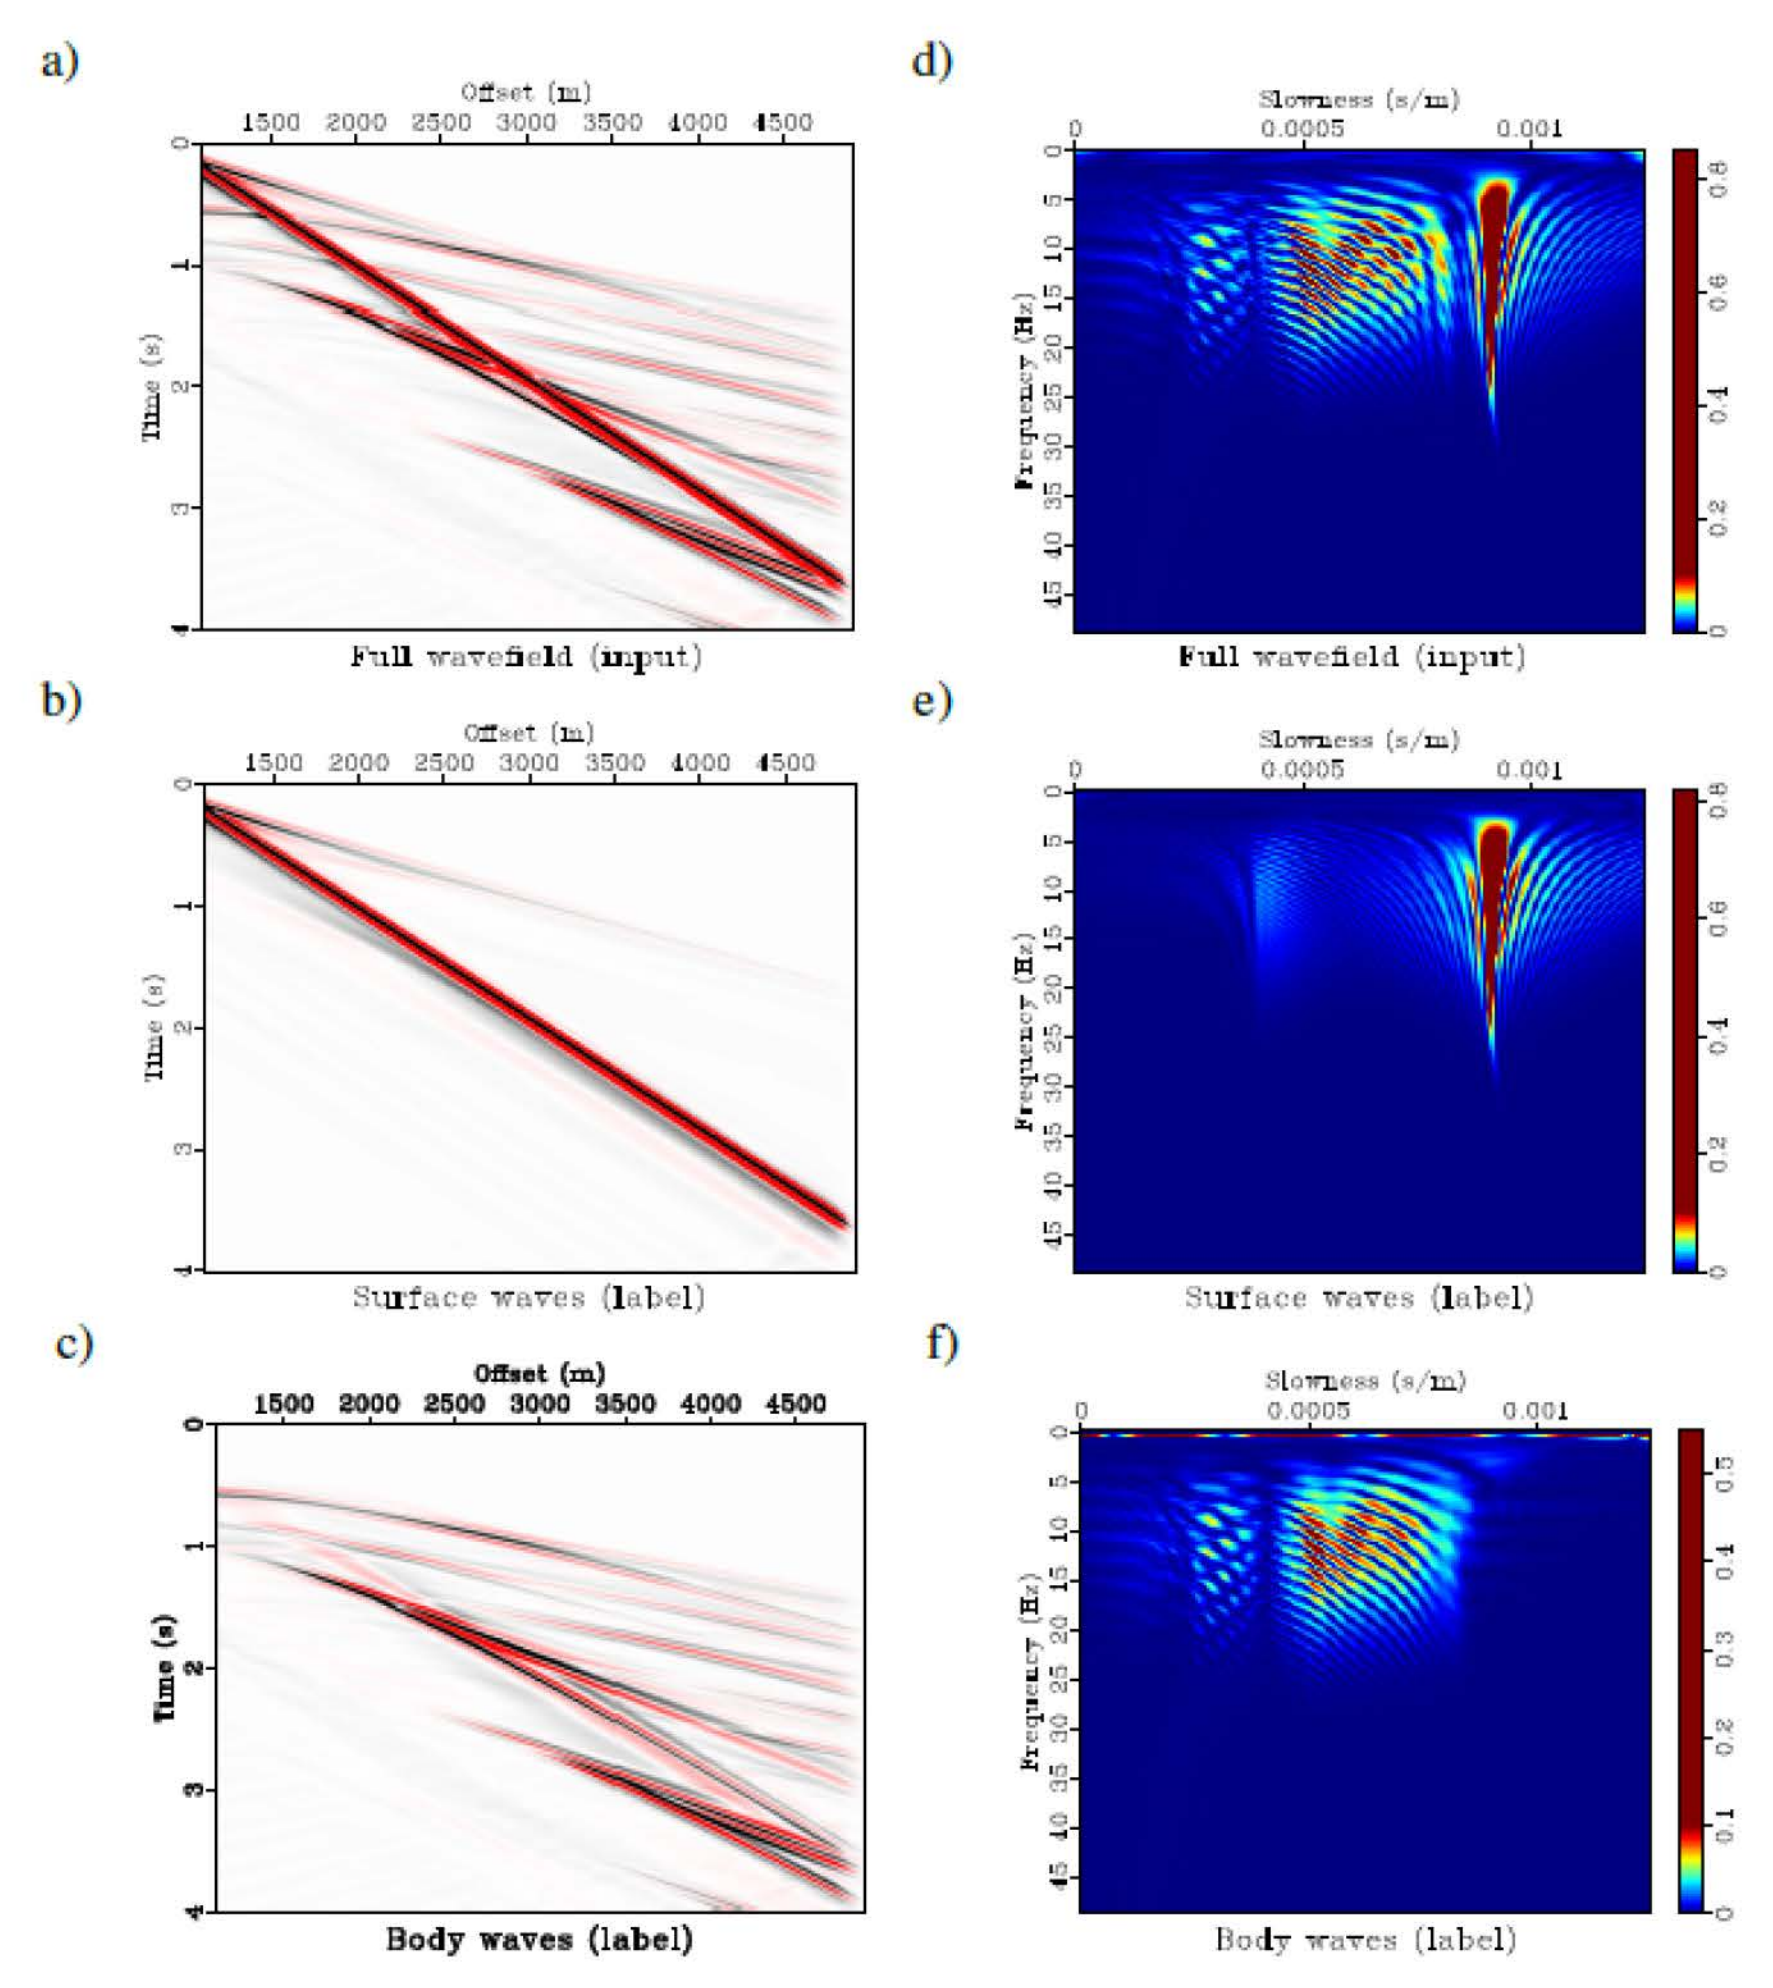 a)
Offset (m)
1500 2000 2500 3000 3500 4000 4500
0
1
2
3
4
Time (s)
Full wavefield (input)
d)
Slowness (s/m)
0 0.0005 0.001
0
5
10
15
20
25
30
35
40
45
Frequency (Hz)
0.8
0.6
0.4
0.2
0
Full wavefield (input)
b)
Offset (m)
1500 2000 2500 3000 3500 4000 4500
0
1
2
3
4
Time (s)
Surface waves (label)
e)
Slowness (s/m)
0 0.0005 0.001
0
5
10
15
20
25
30
35
40
45
Frequency (Hz)
0.8
0.6
0.4
0.2
0
Surface waves (label)
c)
Offset (m)
1500 2000 2500 3000 3500 4000 4500
0
1
2
3
4
Time (s)
Body waves (label)
f)
Slowness (s/m)
0 0.0005 0.001
0
5
10
15
20
25
30
35
40
45
Frequency (Hz)
0.5
0.4
0.3
0.2
0.1
0
Body waves (label)